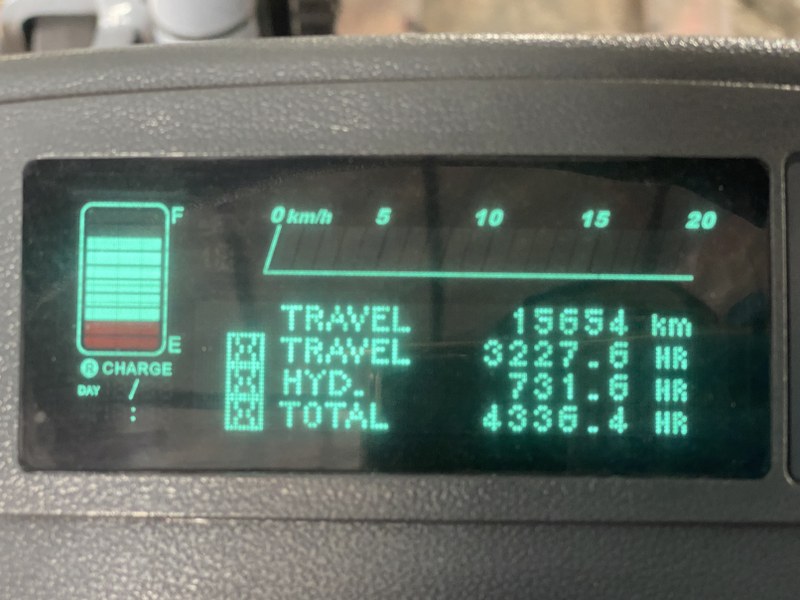 F
0 km/h 5 10 15 20
TRAVEL 15654 km
E
TRAVEL 3227.6 HR
R CHARGE
HYD. 731.6 HR
DAY /
:
TOTAL 4336.4 HR